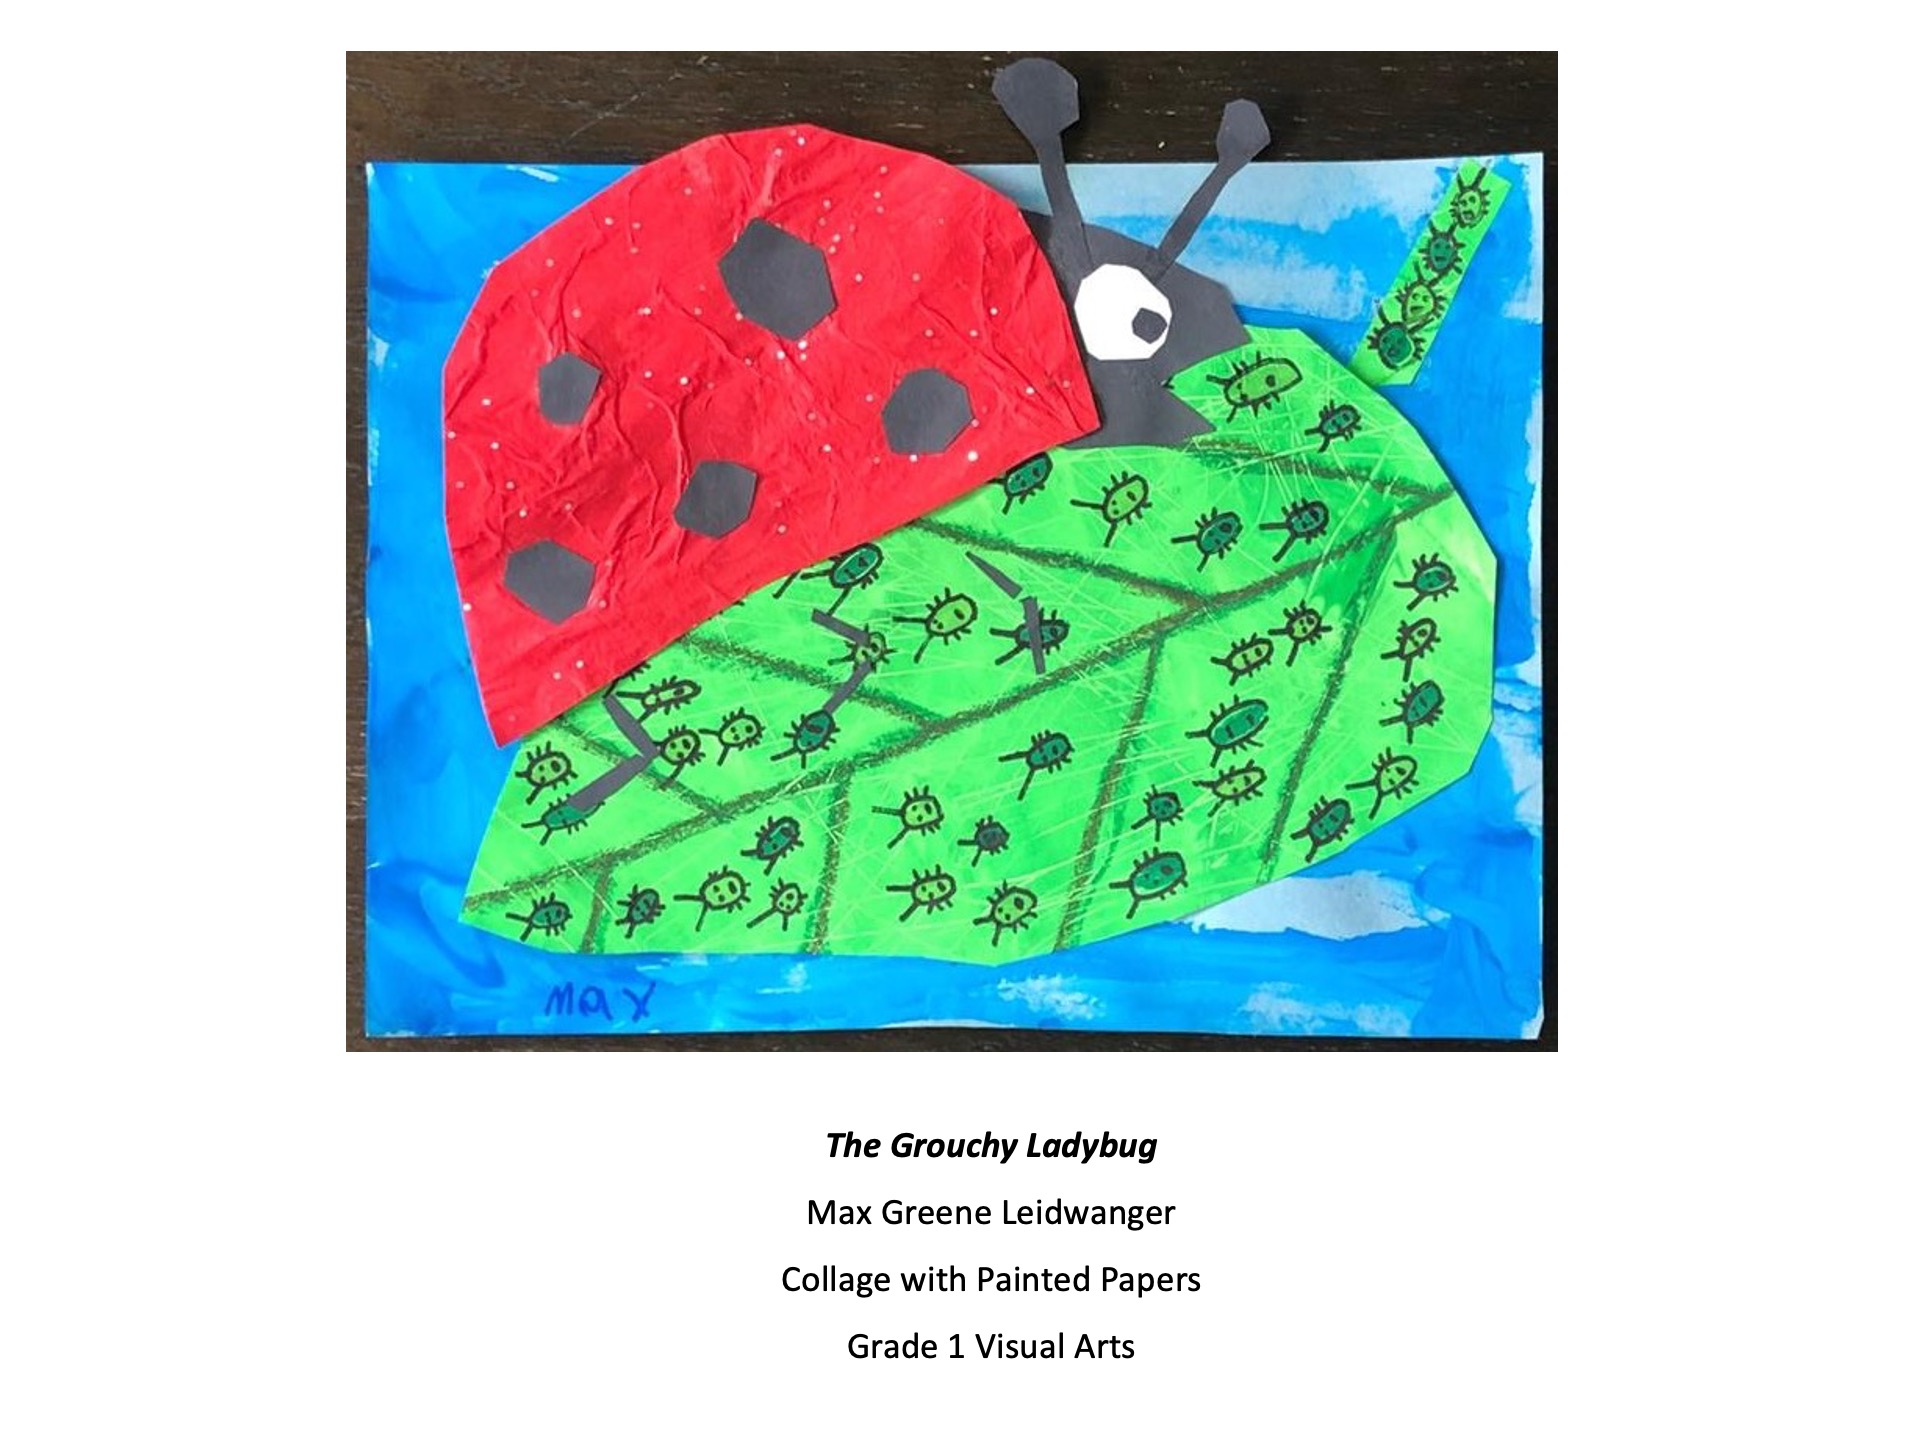 Max
The Grouchy Ladybug
Max Greene Leidwanger
Collage with Painted Papers
Grade 1 Visual Arts